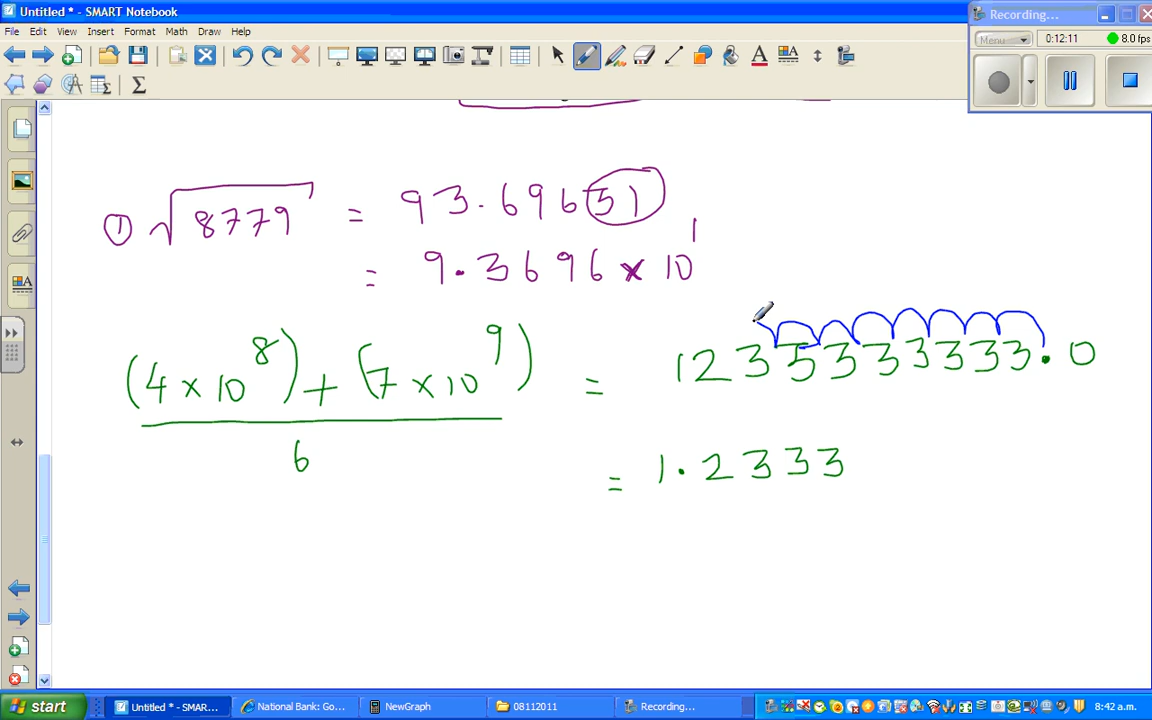 Untitled * - SMART Notebook
Recording...
File Edit View Insert Format Math Draw Help
Menu
0:12:11
8.0 fps
① √8779 = 93.69651
= 9.3696 × 10¹
(4 × 10⁸) + (7 × 10⁹)
6
= 1235333333.0
= 1.2333
start
Untitled * - SMAR...
National Bank: Go...
NewGraph
08112011
Recording...
8:42 a.m.